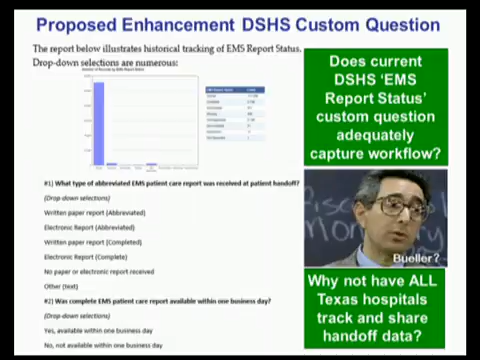 Proposed Enhancement DSHS Custom Question
The report below illustrates historical tracking of EMS Report Status.
Drop-down selections are numerous:
#1) What type of abbreviated EMS patient care report was received at patient handoff?
(Drop-down selections)
Written paper report (Abbreviated)
Electronic Report (Abbreviated)
Written paper report (Completed)
Electronic Report (Complete)
No paper or electronic report received
Other (text)
#2) Was complete EMS patient care report available within one business day?
(Drop-down selections)
Yes, available within one business day
No, not available within one business day
Does current
DSHS 'EMS
Report Status'
custom question
adequately
capture workflow?
Bueller?
Why not have ALL
Texas hospitals
track and share
handoff data?